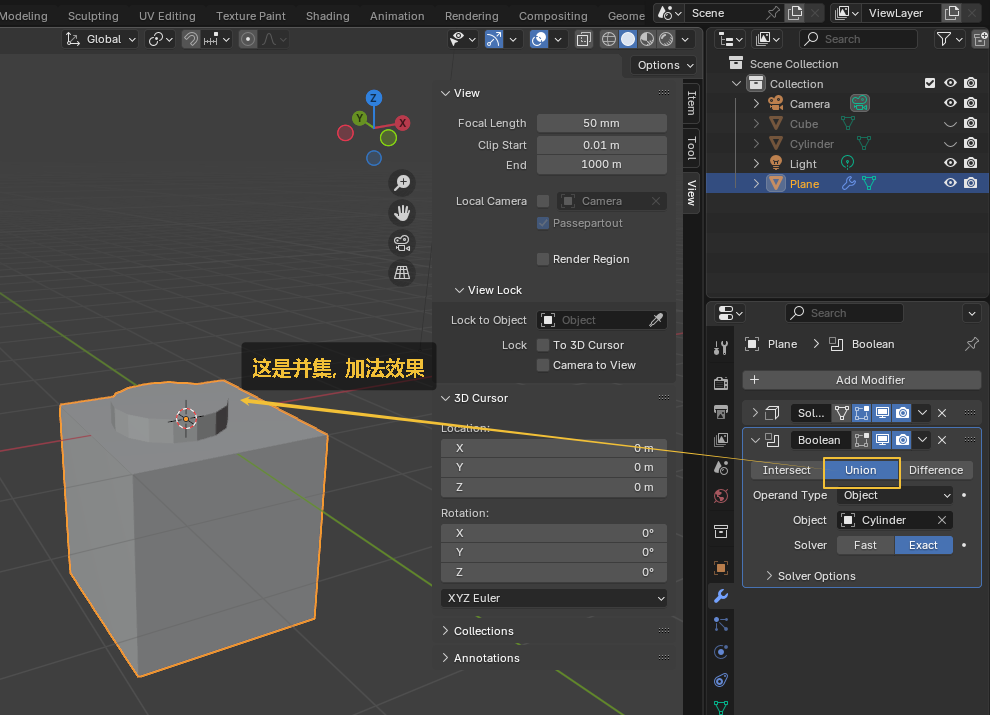 Modeling Sculpting UV Editing Texture Paint Shading Animation Rendering Compositing Geome Scene ViewLayer
Global
Search
Options
Scene Collection
Collection
Camera
Cube
Cylinder
Light
Plane
Z
Y
X
View
Focal Length 50 mm
Clip Start 0.01 m
End 1000 m
Local Camera Camera
Passepartout
Render Region
View Lock
Lock to Object Object
Lock To 3D Cursor
Camera to View
3D Cursor
Location:
X 0 m
Y 0 m
Z 0 m
Rotation:
X 0°
Y 0°
Z 0°
XYZ Euler
Collections
Annotations
Item
Tool
View
这是并集, 加法效果
Search
Plane Boolean
Add Modifier
Sol...
Boolean
Intersect Union Difference
Operand Type Object
Object Cylinder
Solver Fast Exact
Solver Options